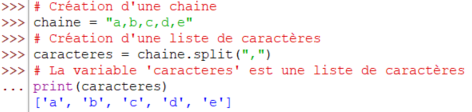 >>> # Création d'une chaine
>>> chaine = "a,b,c,d,e"
>>> # Création d'une liste de caractères
>>> caracteres = chaine.split(",")
>>> # La variable 'caracteres' est une liste de caractères
... print(caracteres)
['a', 'b', 'c', 'd', 'e']